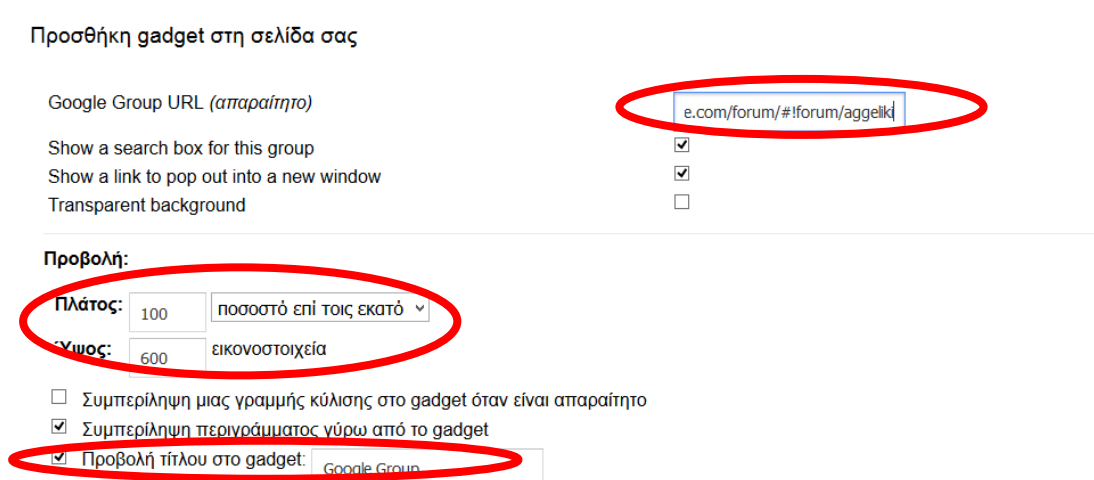 Προσθήκη gadget στη σελίδα σας
Google Group URL (απαραίτητο) e.com/forum/#!forum/aggeliki
Show a search box for this group
Show a link to pop out into a new window
Transparent background
Προβολή:
Πλάτος: 100 ποσοστό επί τοις εκατό
Ύψος: 600 εικονοστοιχεία
Συμπερίληψη μιας γραμμής κύλισης στο gadget όταν είναι απαραίτητο
Συμπερίληψη περιγράμματος γύρω από το gadget
Προβολή τίτλου στο gadget: Google Group